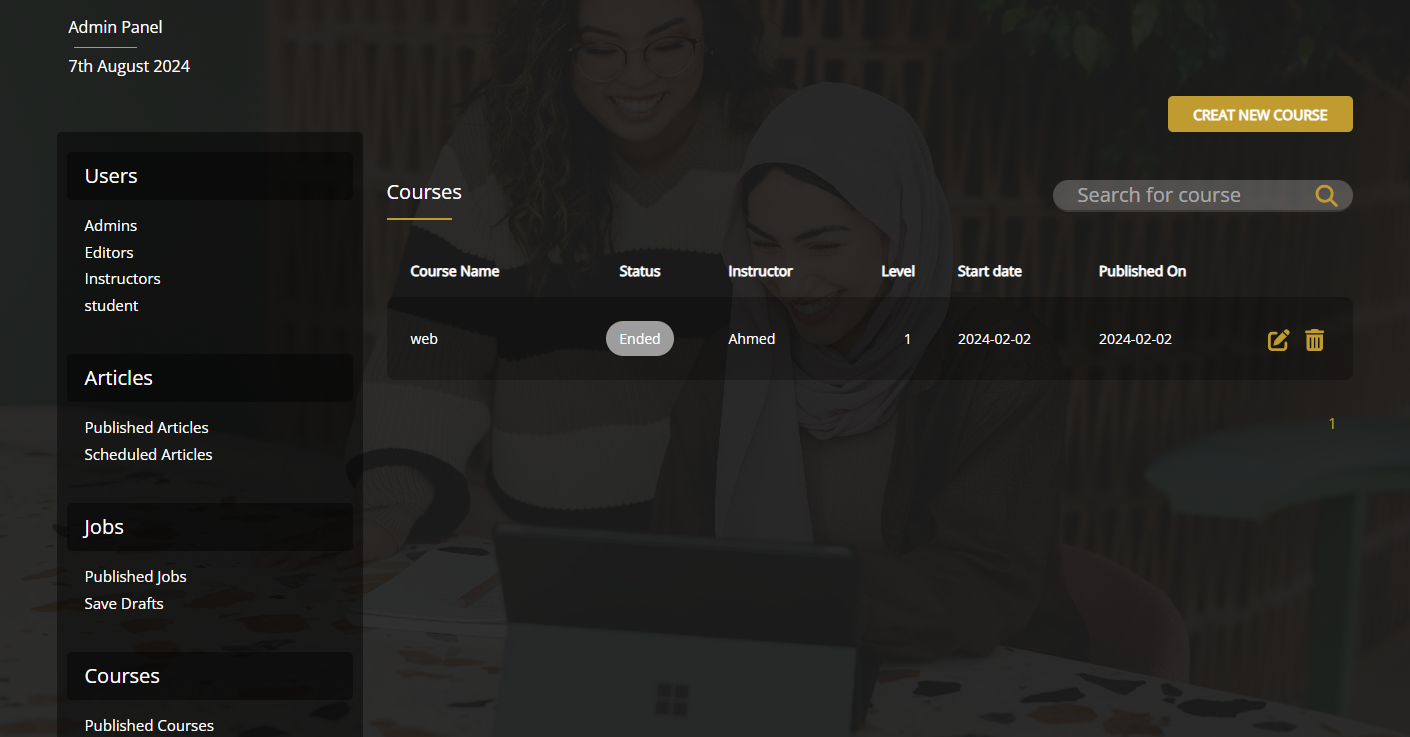 Admin Panel
7th August 2024
CREAT NEW COURSE
Users
Admins
Editors
Instructors
student
Articles
Published Articles
Scheduled Articles
Jobs
Published Jobs
Save Drafts
Courses
Published Courses
Courses
Search for course
Course Name Status Instructor Level Start date Published On
web Ended Ahmed 1 2024-02-02 2024-02-02
1